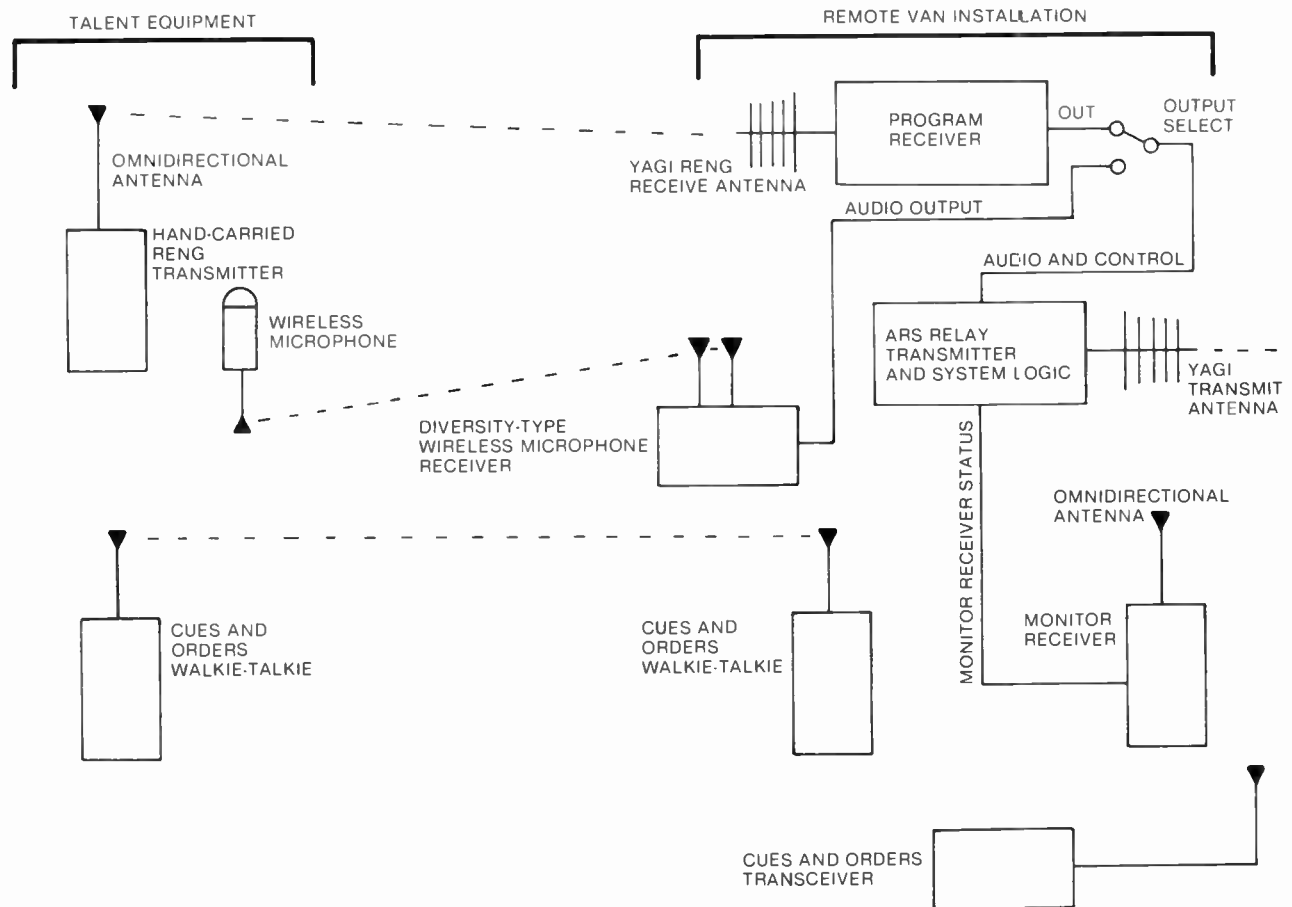 TALENT EQUIPMENT
REMOTE VAN INSTALLATION
OMNIDIRECTIONAL
ANTENNA
YAGI RENG
RECEIVE ANTENNA
PROGRAM
RECEIVER
OUT
OUTPUT
SELECT
HAND-CARRIED
RENG
TRANSMITTER
WIRELESS
MICROPHONE
AUDIO OUTPUT
AUDIO AND CONTROL
ARS RELAY
TRANSMITTER
AND SYSTEM LOGIC
YAGI
TRANSMIT
ANTENNA
DIVERSITY-TYPE
WIRELESS MICROPHONE
RECEIVER
MONITOR RECEIVER STATUS
OMNIDIRECTIONAL
ANTENNA
CUES AND
ORDERS
WALKIE-TALKIE
CUES AND
ORDERS
WALKIE-TALKIE
MONITOR
RECEIVER
CUES AND ORDERS
TRANSCEIVER